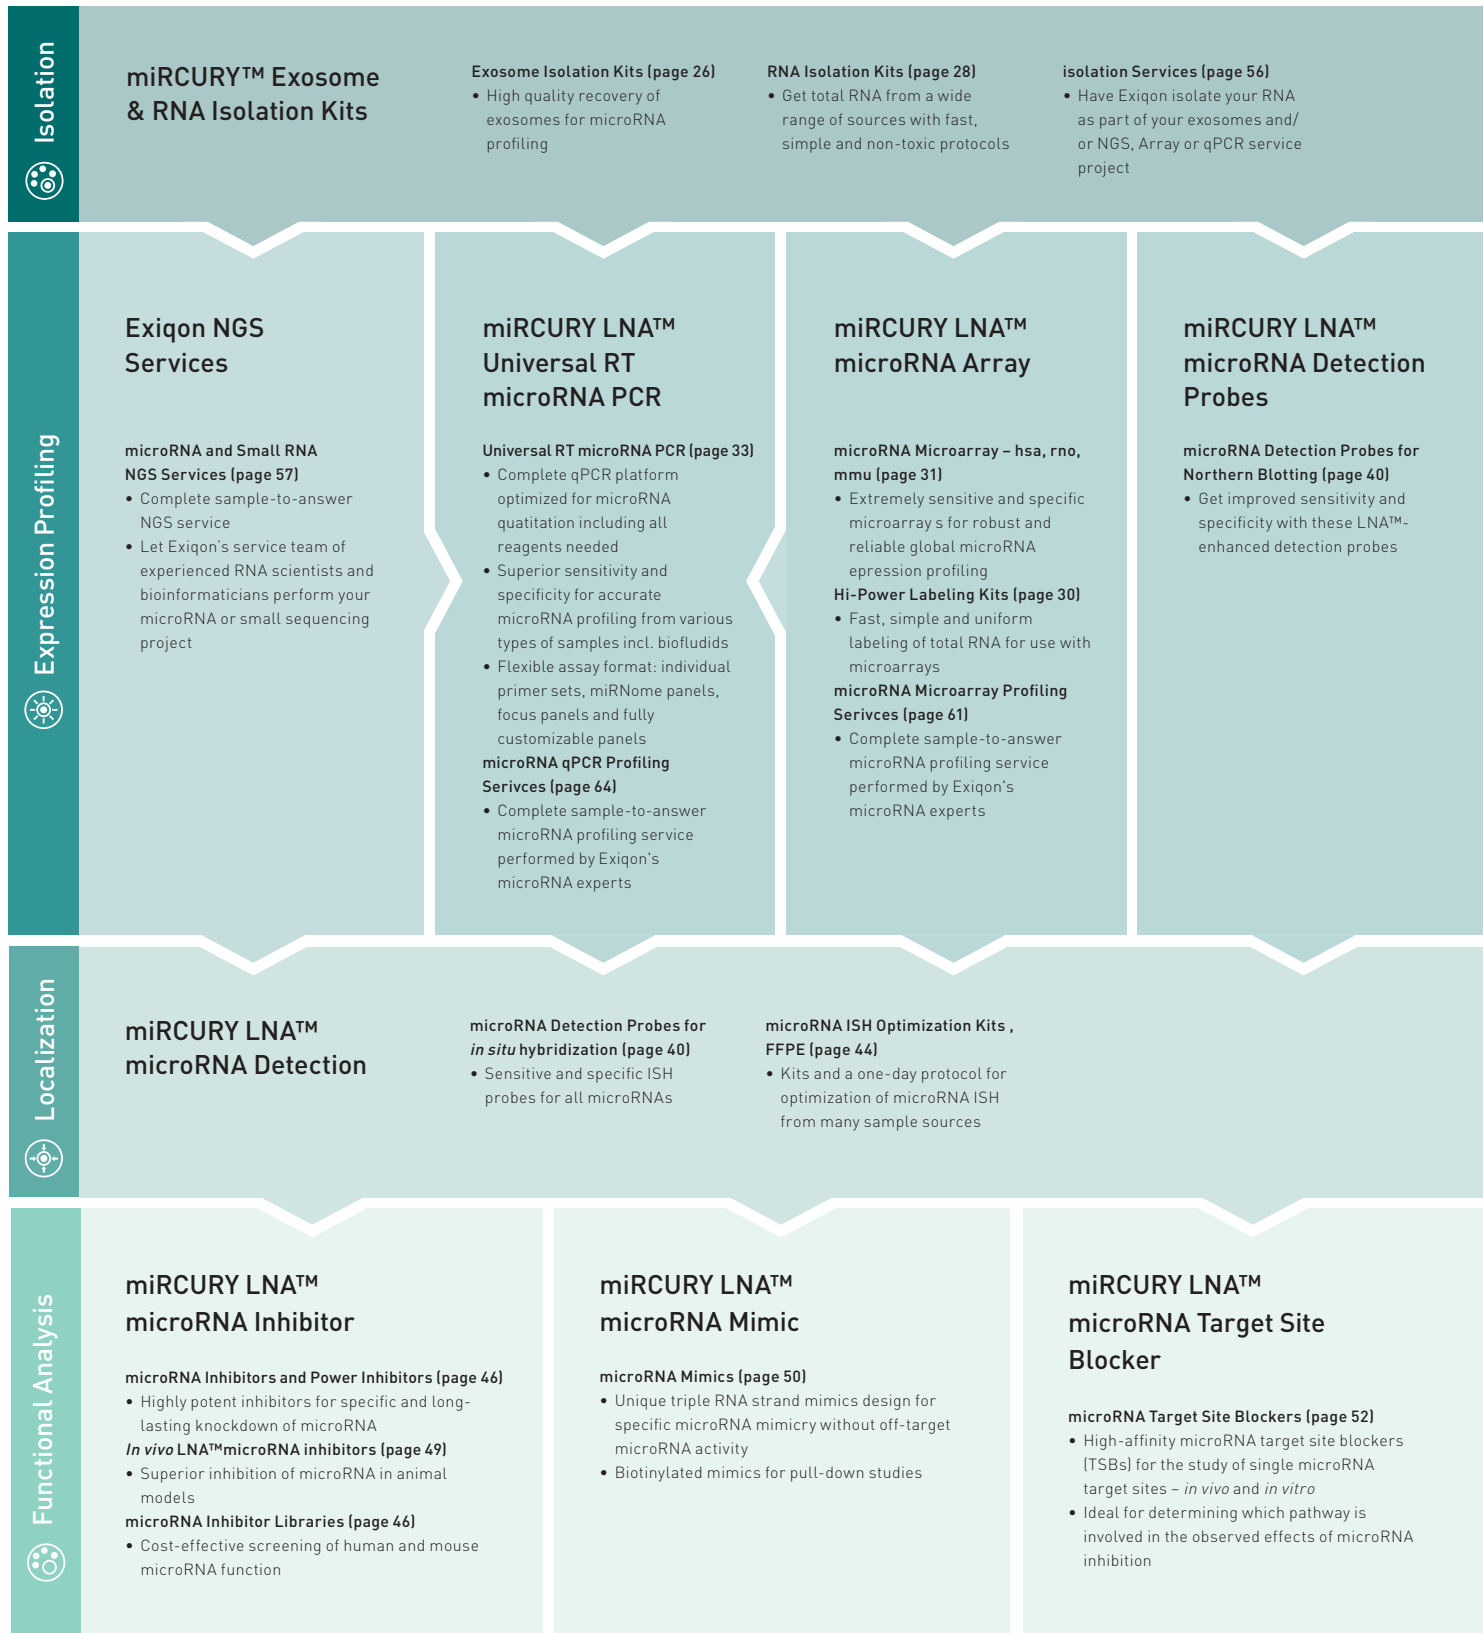 Isolation
miRCURY™ Exosome
& RNA Isolation Kits
Exosome Isolation Kits (page 26)
• High quality recovery of
exosomes for microRNA
profiling
RNA Isolation Kits (page 28)
• Get total RNA from a wide
range of sources with fast,
simple and non-toxic protocols
isolation Services (page 56)
• Have Exiqon isolate your RNA
as part of your exosomes and/
or NGS, Array or qPCR service
project
Expression Profiling
Exiqon NGS
Services
microRNA and Small RNA
NGS Services (page 57)
• Complete sample-to-answer
NGS service
• Let Exiqon's service team of
experienced RNA scientists and
bioinformaticians perform your
microRNA or small sequencing
project
miRCURY LNA™
Universal RT
microRNA PCR
Universal RT microRNA PCR (page 33)
• Complete qPCR platform
optimized for microRNA
quatitation including all
reagents needed
• Superior sensitivity and
specificity for accurate
microRNA profiling from various
types of samples incl. biofludids
• Flexible assay format: individual
primer sets, miRNome panels,
focus panels and fully
customizable panels
microRNA qPCR Profiling
Serivces (page 64)
• Complete sample-to-answer
microRNA profiling service
performed by Exiqon's
microRNA experts
miRCURY LNA™
microRNA Array
microRNA Microarray – hsa, rno,
mmu (page 31)
• Extremely sensitive and specific
microarray s for robust and
reliable global microRNA
epression profiling
Hi-Power Labeling Kits (page 30)
• Fast, simple and uniform
labeling of total RNA for use with
microarrays
microRNA Microarray Profiling
Serivces (page 61)
• Complete sample-to-answer
microRNA profiling service
performed by Exiqon's
microRNA experts
miRCURY LNA™
microRNA Detection
Probes
microRNA Detection Probes for
Northern Blotting (page 40)
• Get improved sensitivity and
specificity with these LNA™-
enhanced detection probes
Localization
miRCURY LNA™
microRNA Detection
microRNA Detection Probes for
in situ hybridization (page 40)
• Sensitive and specific ISH
probes for all microRNAs
microRNA ISH Optimization Kits ,
FFPE (page 44)
• Kits and a one-day protocol for
optimization of microRNA ISH
from many sample sources
Functional Analysis
miRCURY LNA™
microRNA Inhibitor
microRNA Inhibitors and Power Inhibitors (page 46)
• Highly potent inhibitors for specific and long-
lasting knockdown of microRNA
In vivo LNA™microRNA inhibitors (page 49)
• Superior inhibition of microRNA in animal
models
microRNA Inhibitor Libraries (page 46)
• Cost-effective screening of human and mouse
microRNA function
miRCURY LNA™
microRNA Mimic
microRNA Mimics (page 50)
• Unique triple RNA strand mimics design for
specific microRNA mimicry without off-target
microRNA activity
• Biotinylated mimics for pull-down studies
miRCURY LNA™
microRNA Target Site
Blocker
microRNA Target Site Blockers (page 52)
• High-affinity microRNA target site blockers
(TSBs) for the study of single microRNA
target sites – in vivo and in vitro
• Ideal for determining which pathway is
involved in the observed effects of microRNA
inhibition